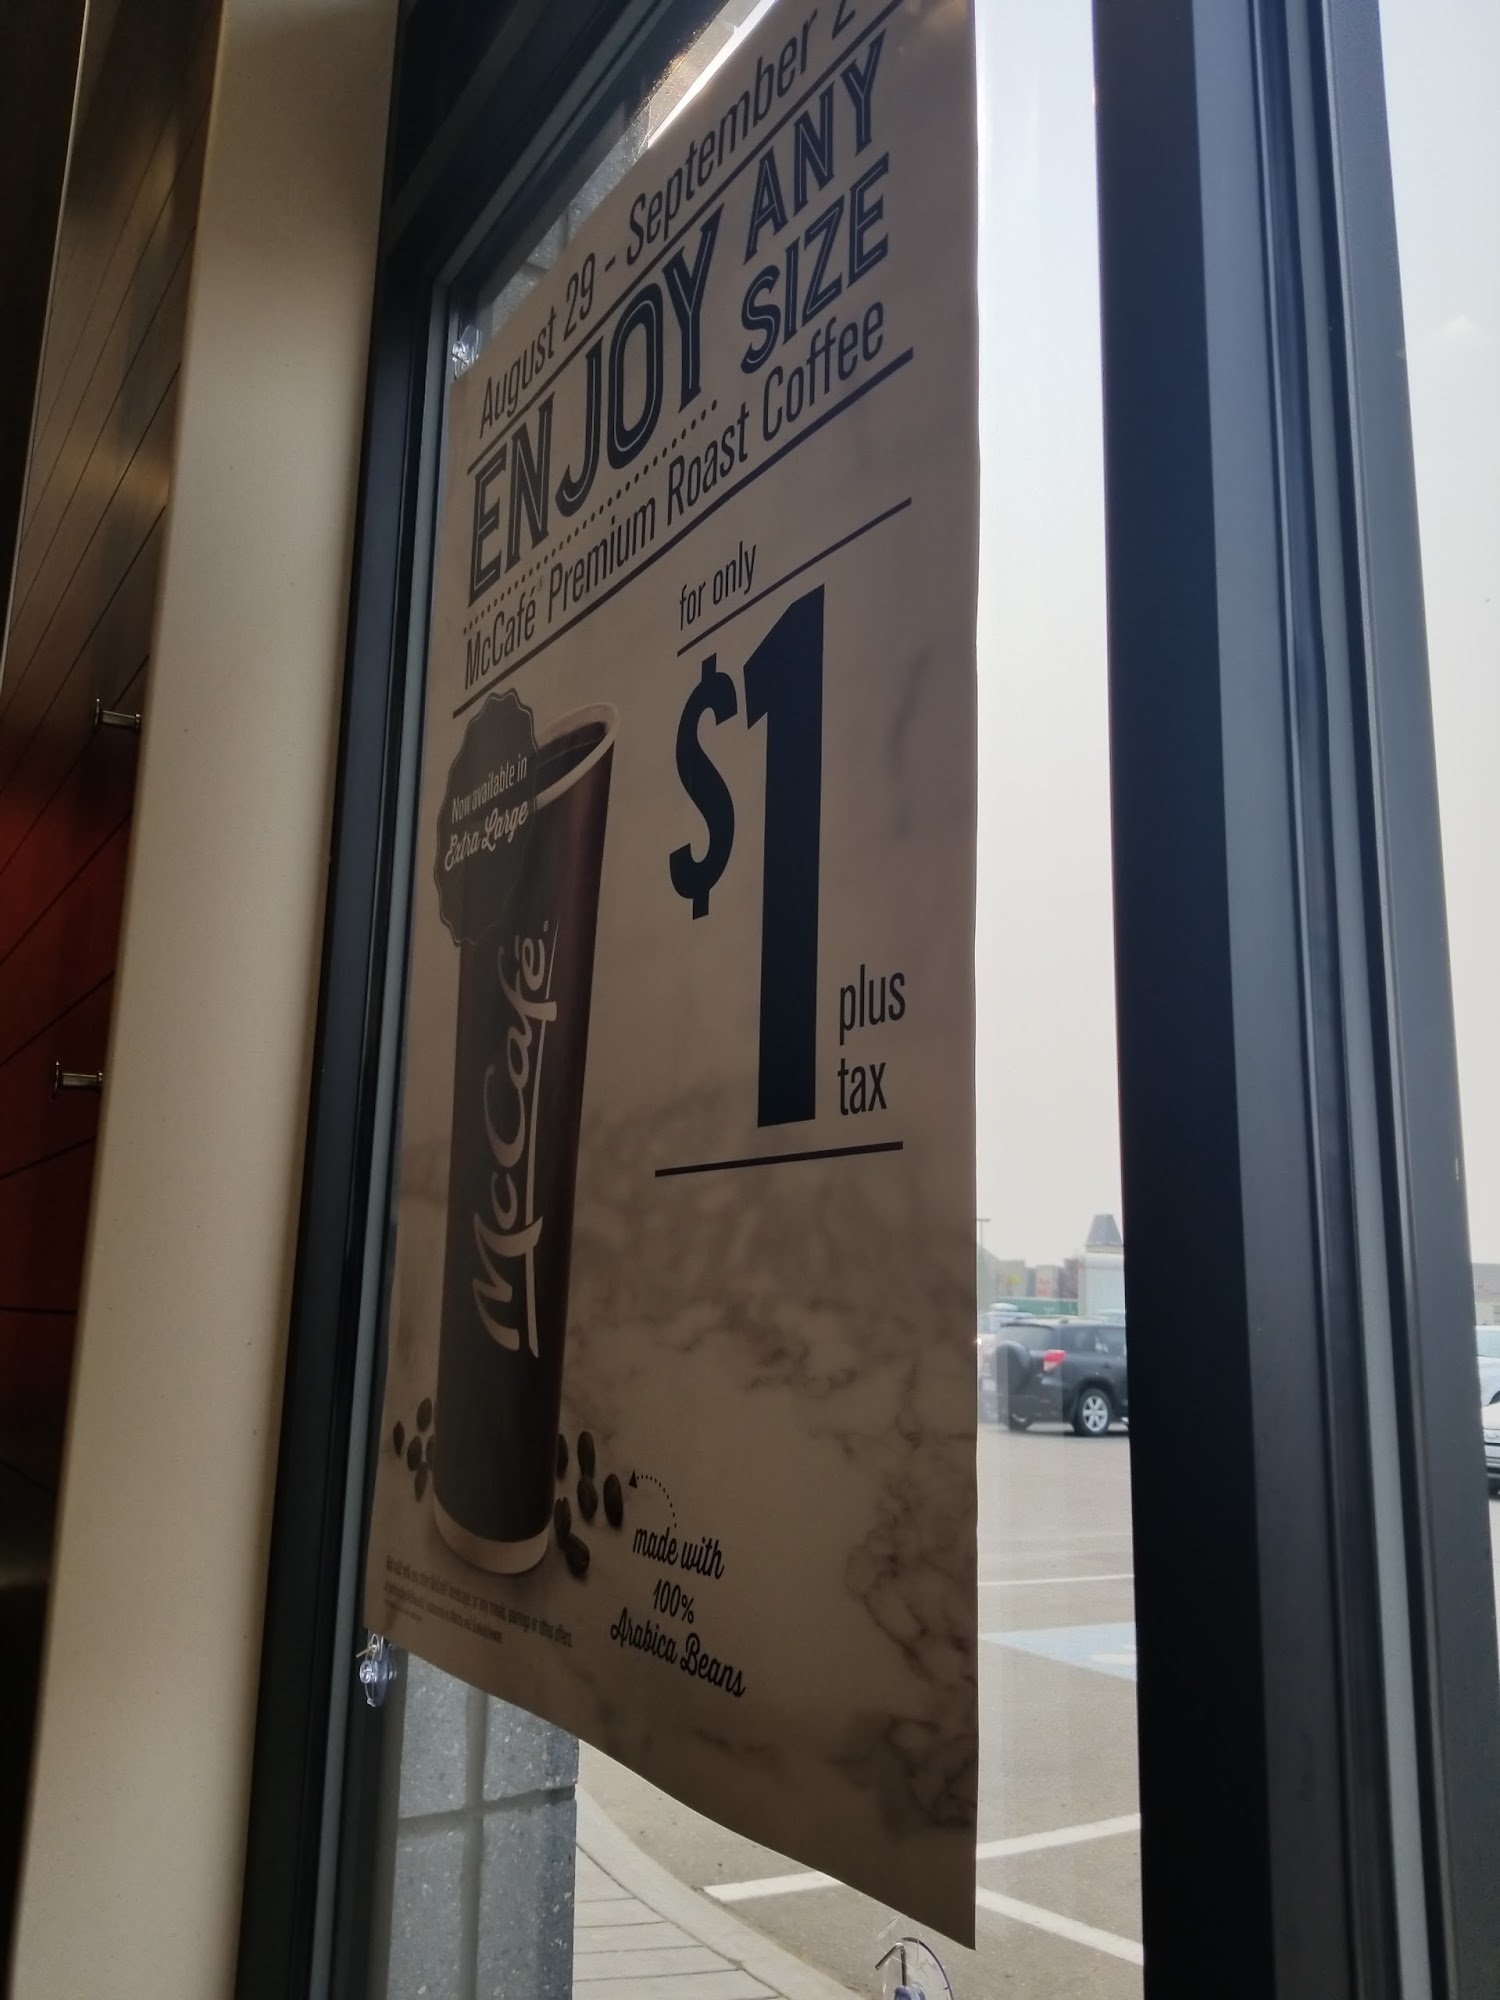 August 29 - September 2
ENJOY ANY SIZE
McCafé® Premium Roast Coffee
for only
$1
plus
tax
Now available in
Extra Large
McCafé
made with
100%
Arabica Beans